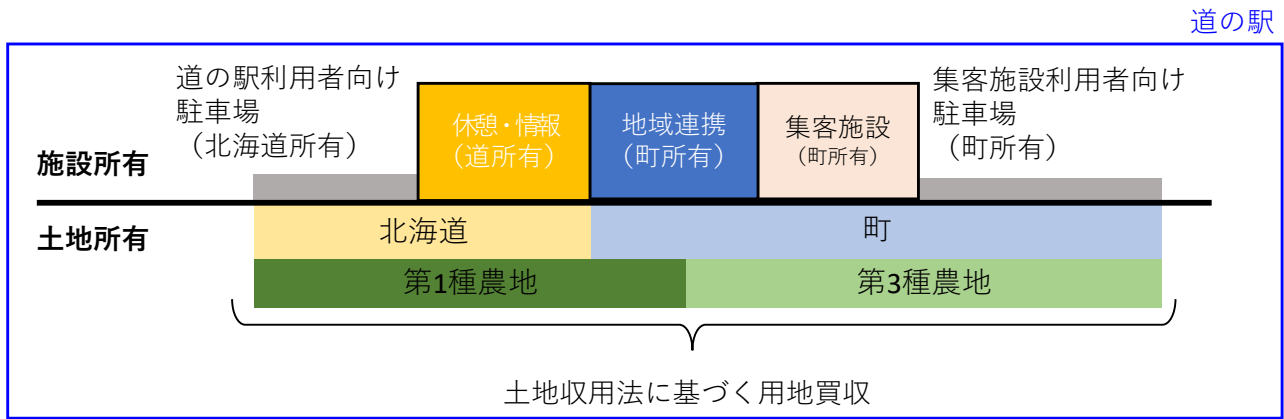 道の駅
道の駅利用者向け
駐車場
（北海道所有）
休憩・情報
（道所有）
地域連携
（町所有）
集客施設
（町所有）
集客施設利用者向け
駐車場
（町所有）
施設所有
土地所有
北海道
町
第1種農地
第3種農地
土地収用法に基づく用地買収